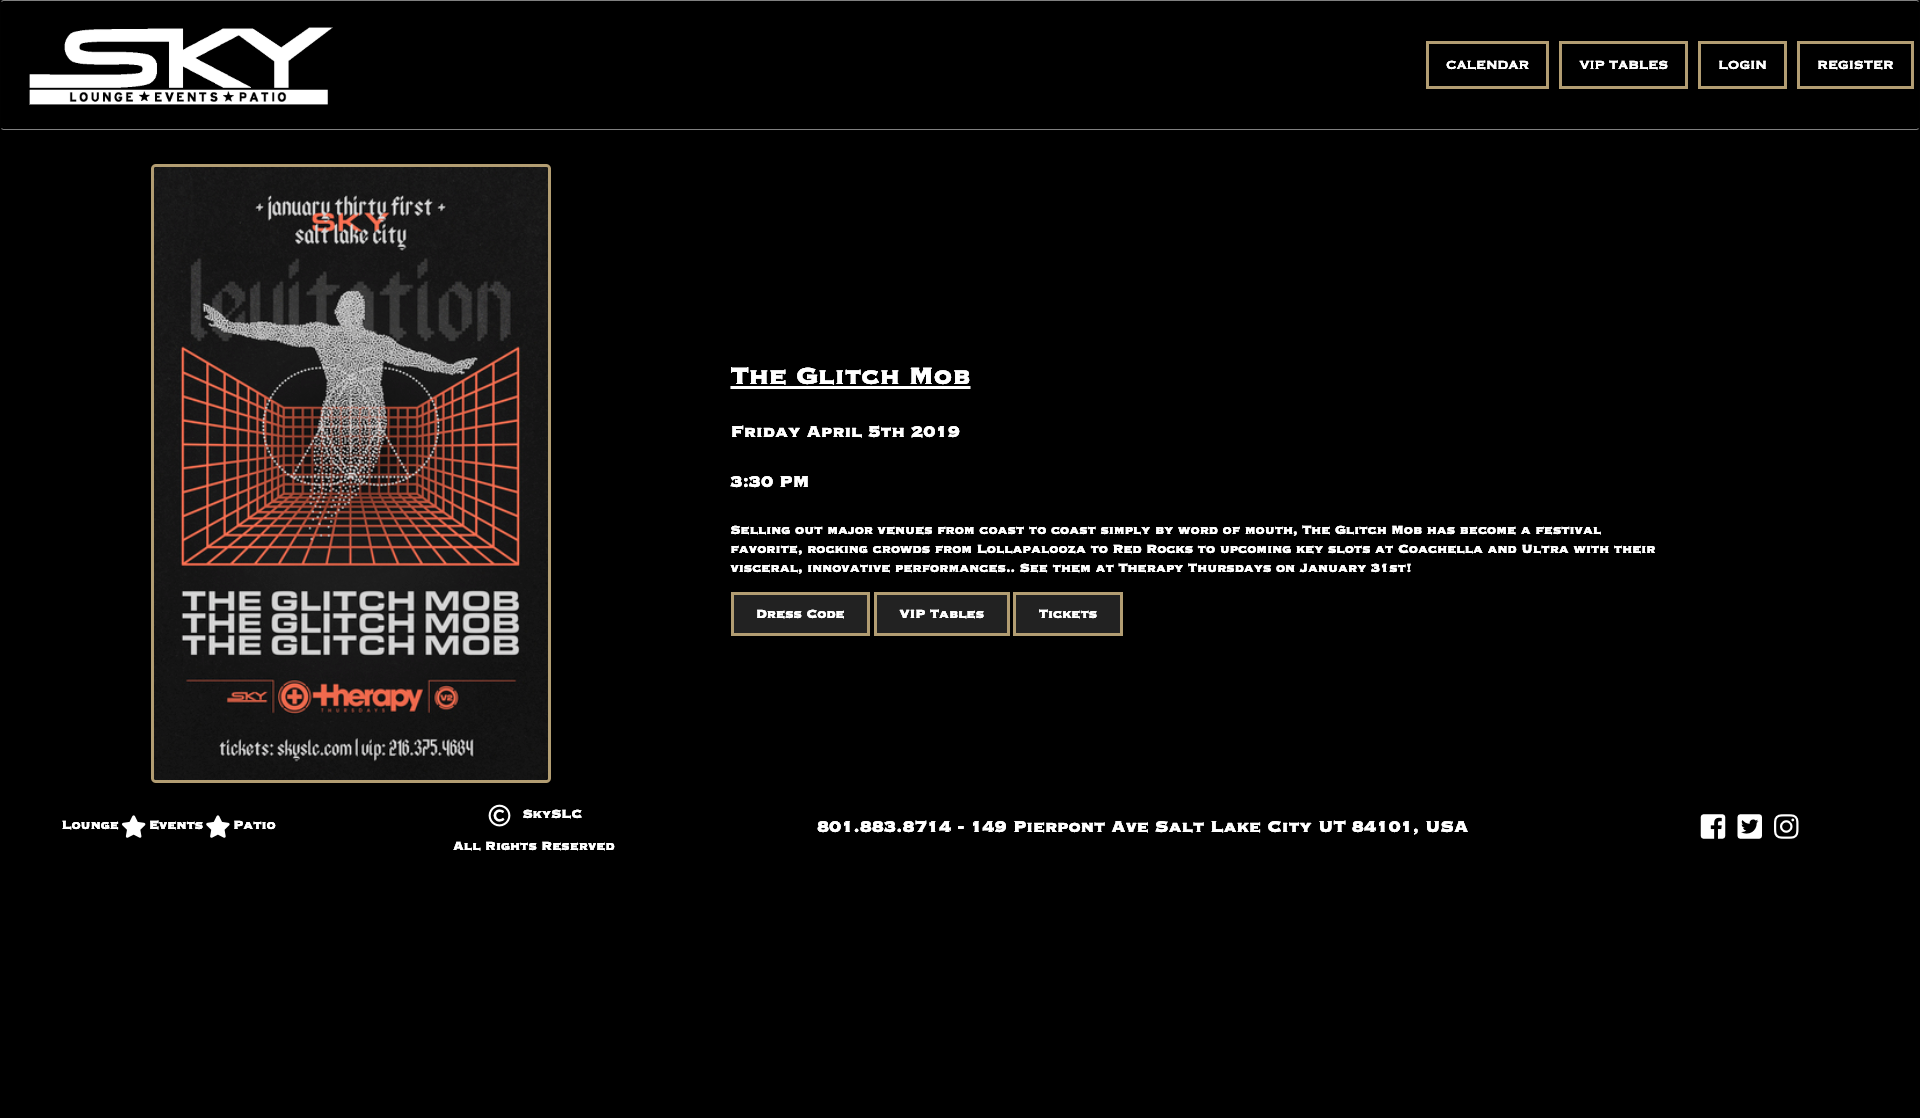 SKY
LOUNGE★EVENTS★PATIO
CALENDAR
VIP TABLES
LOGIN
REGISTER
+ january thirty first +
SKY
salt lake city
levitation
THE GLITCH MOB
THE GLITCH MOB
THE GLITCH MOB
SKY
therapy
THURSDAYS
V2
tickets: skyslc.com | vip: 216.375.4684
The Glitch Mob
Friday April 5th 2019
3:30 PM
Selling out major venues from coast to coast simply by word of mouth, The Glitch Mob has become a festival
favorite, rocking crowds from Lollapalooza to Red Rocks to upcoming key slots at Coachella and Ultra with their
visceral, innovative performances.. See them at Therapy Thursdays on January 31st!
Dress Code
VIP Tables
Tickets
Lounge★Events★Patio
© SkySLC
All Rights Reserved
801.883.8714 - 149 Pierpont Ave Salt Lake City UT 84101, USA